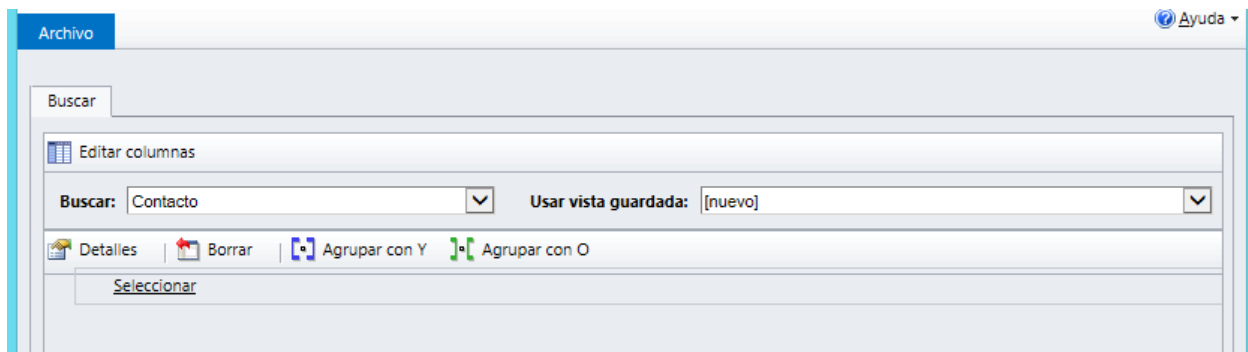 Ayuda
Archivo
Buscar
Editar columnas
Buscar: Contacto Usar vista guardada: [nuevo]
Detalles Borrar Agrupar con Y Agrupar con O
Seleccionar